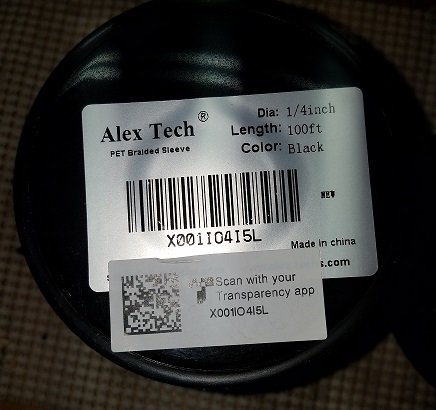 Alex Tech®
PET Braided Sleeve
Dia: 1/4inch
Length: 100ft
Color: Black
NEW
X001IO4I5L
Made in china
s.com
Scan with your
Transparency app
X001IO4I5L